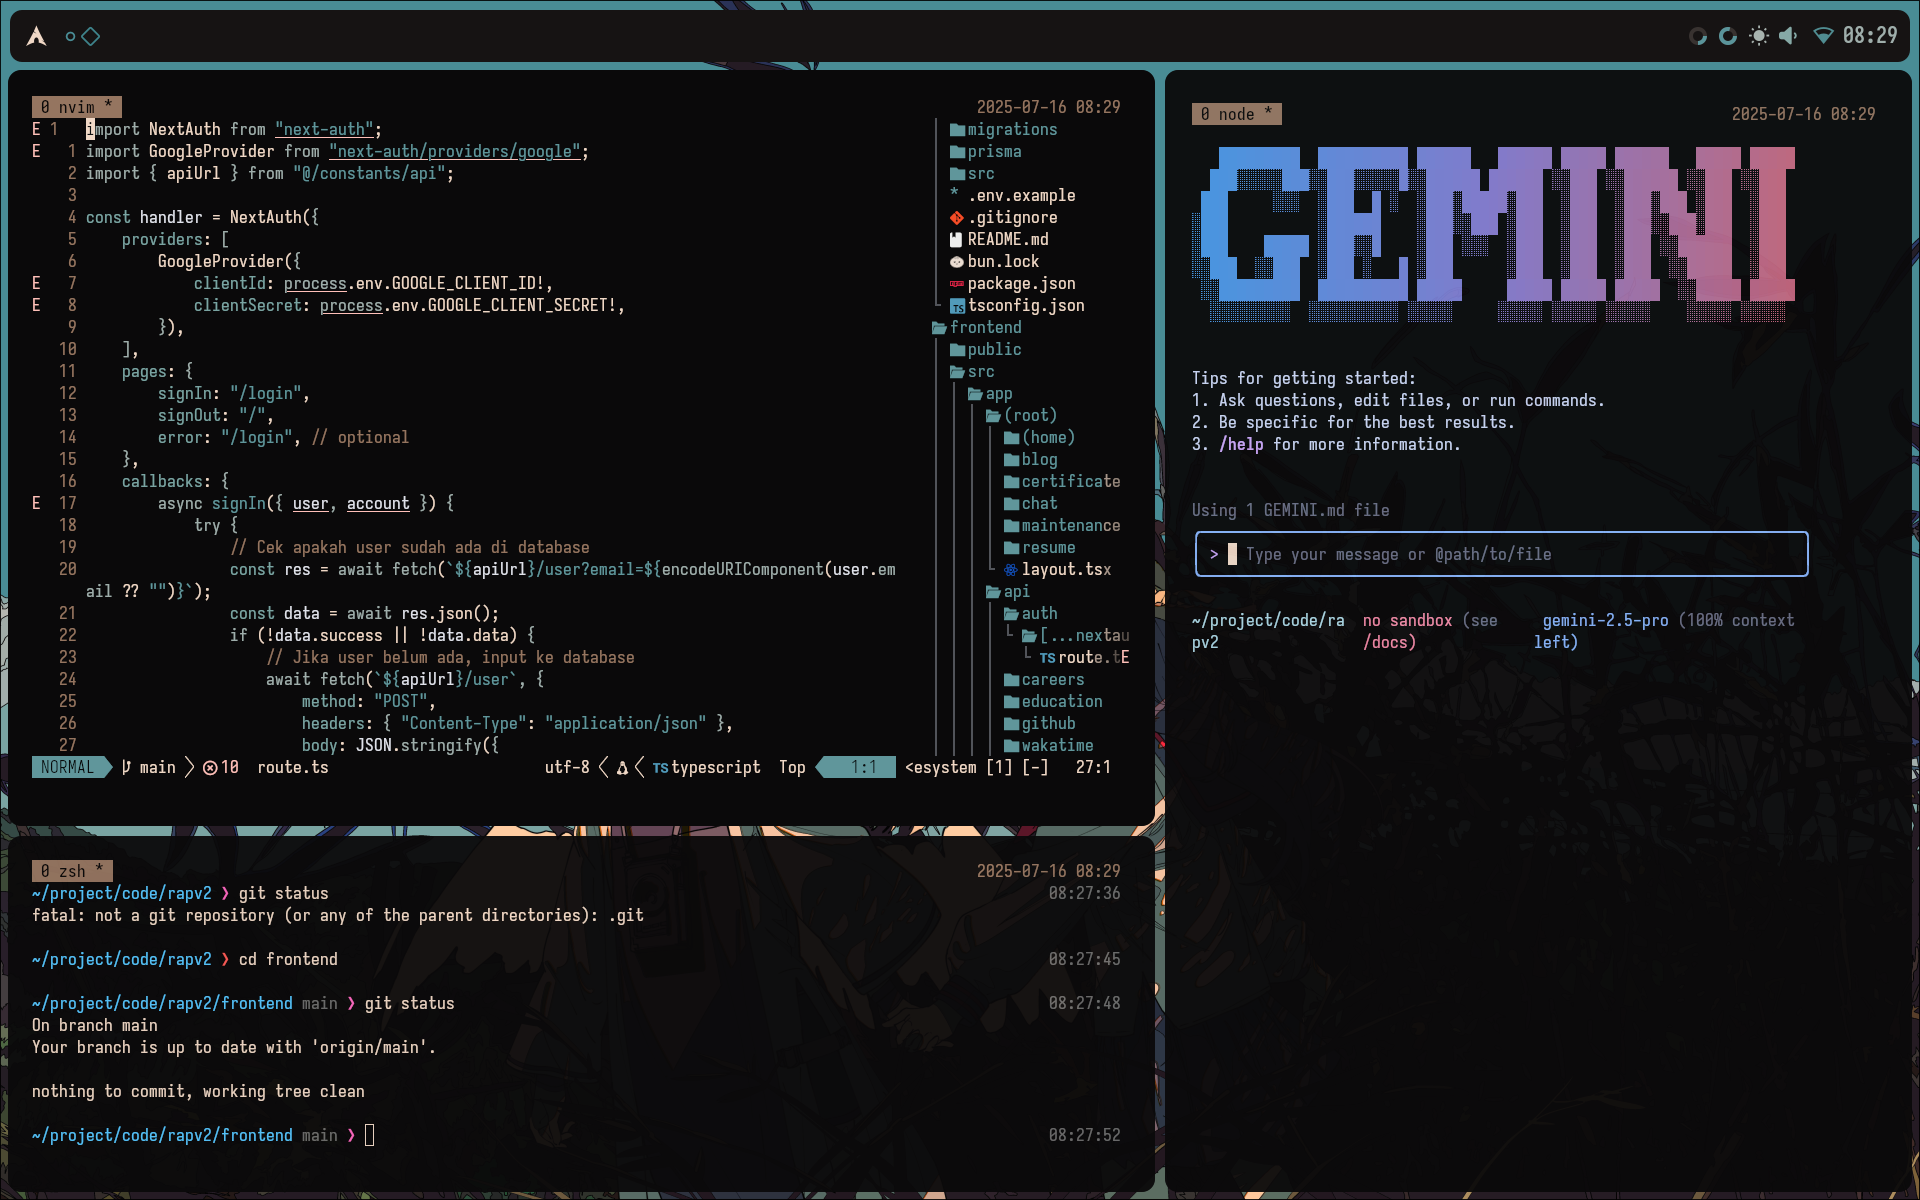 08:29
0 nvim * 2025-07-16 08:29
E 1 import NextAuth from "next-auth";
E 1 import GoogleProvider from "next-auth/providers/google";
2 import { apiUrl } from "@/constants/api";
3
4 const handler = NextAuth({
5 providers: [
6 GoogleProvider({
E 7 clientId: process.env.GOOGLE_CLIENT_ID!,
E 8 clientSecret: process.env.GOOGLE_CLIENT_SECRET!,
9 }),
10 ],
11 pages: {
12 signIn: "/login",
13 signOut: "/",
14 error: "/login", // optional
15 },
16 callbacks: {
E 17 async signIn({ user, account }) {
18 try {
19 // Cek apakah user sudah ada di database
20 const res = await fetch(`${apiUrl}/user?email=${encodeURIComponent(user.em
ail ?? "")}`);
21 const data = await res.json();
22 if (!data.success || !data.data) {
23 // Jika user belum ada, input ke database
24 await fetch(`${apiUrl}/user`, {
25 method: "POST",
26 headers: { "Content-Type": "application/json" },
27 body: JSON.stringify({
migrations
prisma
src
* .env.example
.gitignore
README.md
bun.lock
package.json
TS tsconfig.json
frontend
public
src
app
(root)
(home)
blog
certificate
chat
maintenance
resume
layout.tsx
api
auth
[...nextau
TS route.tE
careers
education
github
wakatime
NORMAL main 10 route.ts utf-8 TS typescript Top 1:1 <esystem [1] [-] 27:1
0 zsh * 2025-07-16 08:29
~/project/code/rapv2 ❯ git status 08:27:36
fatal: not a git repository (or any of the parent directories): .git
~/project/code/rapv2 ❯ cd frontend 08:27:45
~/project/code/rapv2/frontend main ❯ git status 08:27:48
On branch main
Your branch is up to date with 'origin/main'.
nothing to commit, working tree clean
~/project/code/rapv2/frontend main ❯ 08:27:52
0 node * 2025-07-16 08:29
GEMINI
Tips for getting started:
1. Ask questions, edit files, or run commands.
2. Be specific for the best results.
3. /help for more information.
Using 1 GEMINI.md file
> Type your message or @path/to/file
~/project/code/ra no sandbox (see gemini-2.5-pro (100% context
pv2 /docs) left)